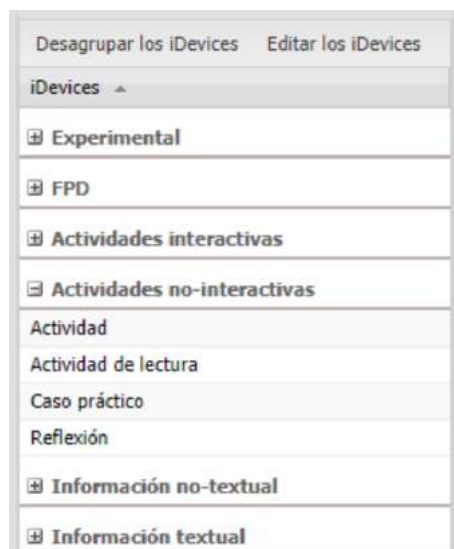 Desagrupar los iDevices Editar los iDevices
iDevices
Experimental
FPD
Actividades interactivas
Actividades no-interactivas
Actividad
Actividad de lectura
Caso práctico
Reflexión
Información no-textual
Información textual